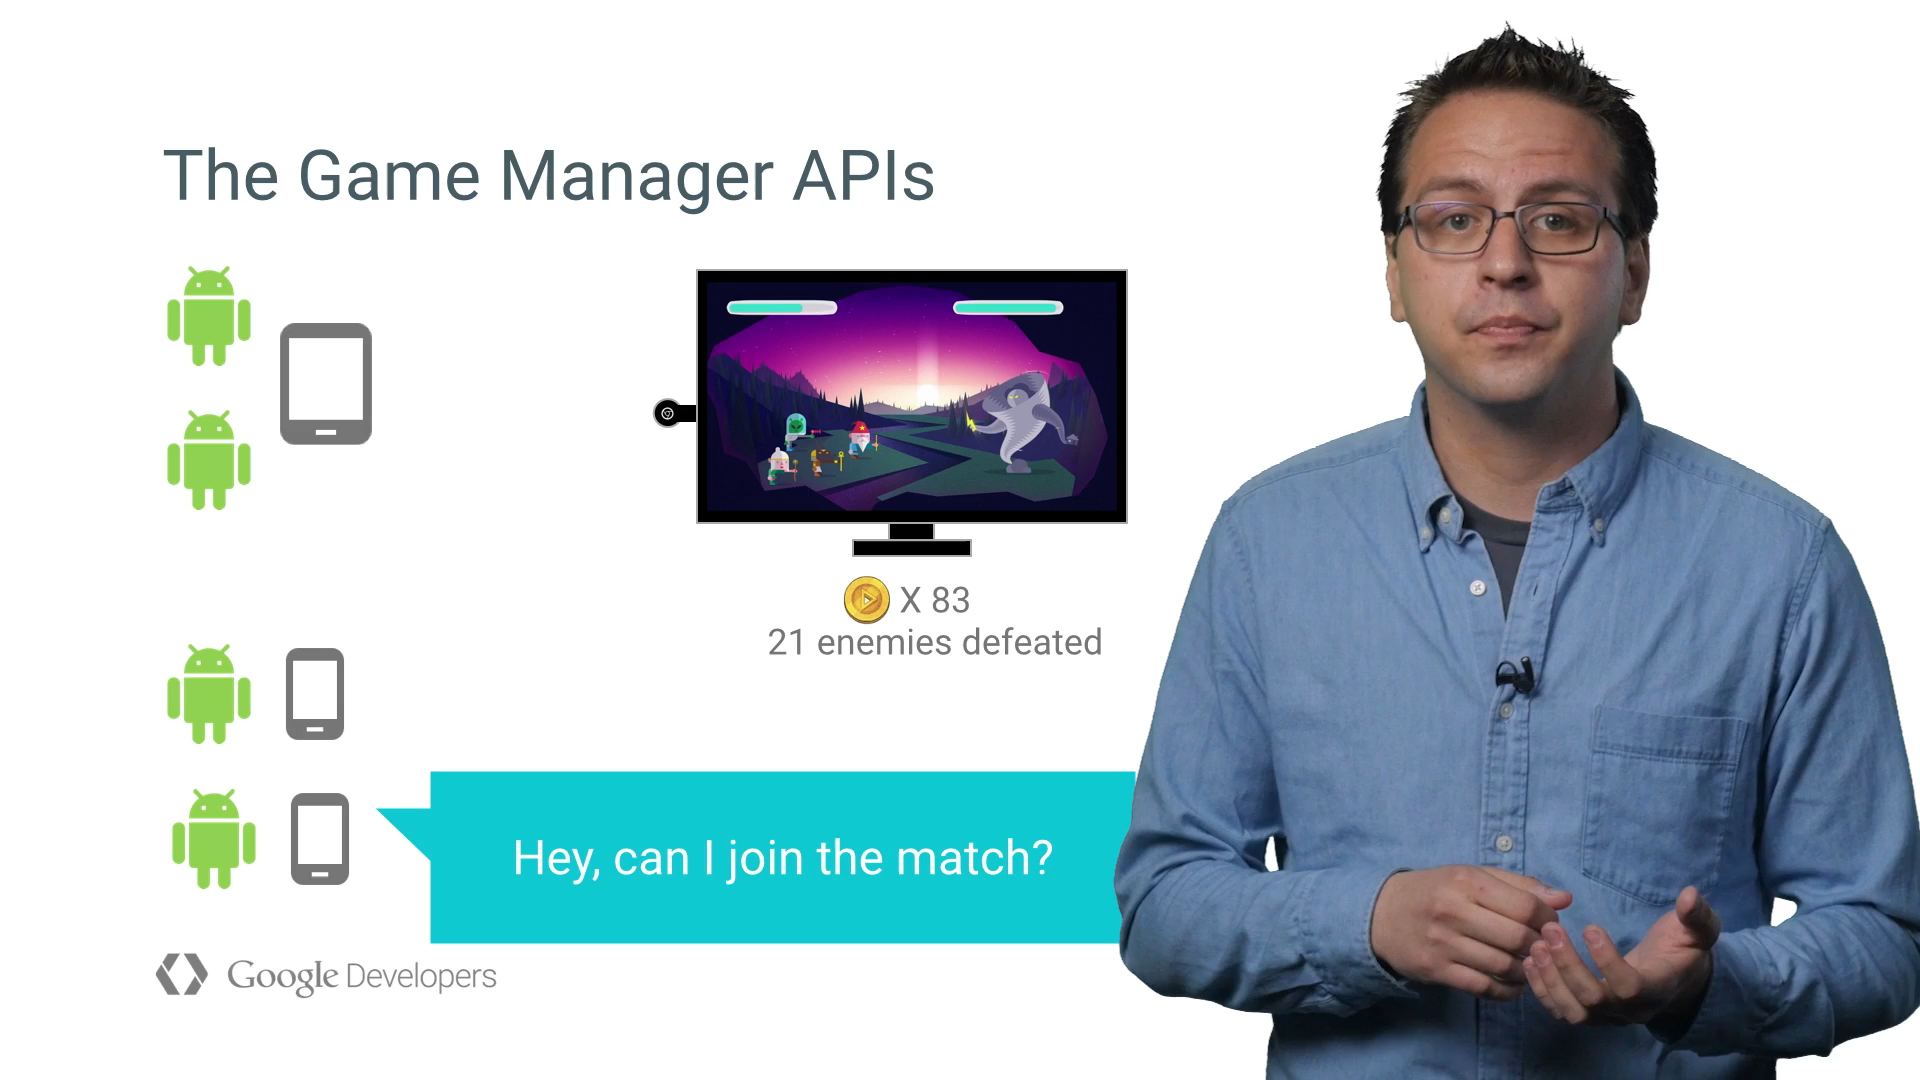 The Game Manager APIs
X 83
21 enemies defeated
Hey, can I join the match?
Google Developers